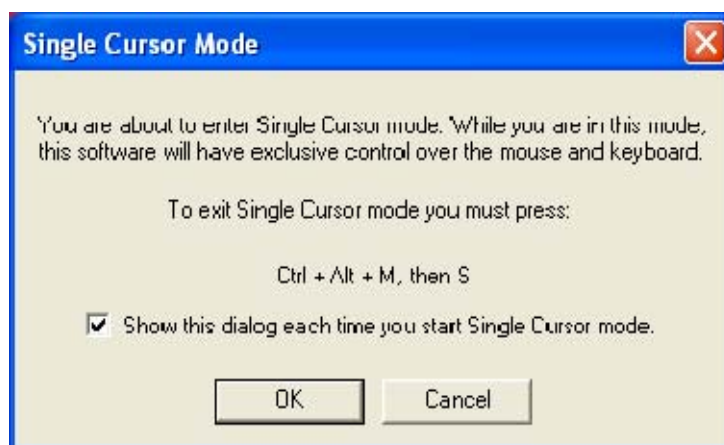 Single Cursor Mode
You are about to enter Single Cursor mode. While you are in this mode,
this software will have exclusive control over the mouse and keyboard.
To exit Single Cursor mode you must press:
Ctrl + Alt + M, then S
Show this dialog each time you start Single Cursor mode.
OK
Cancel